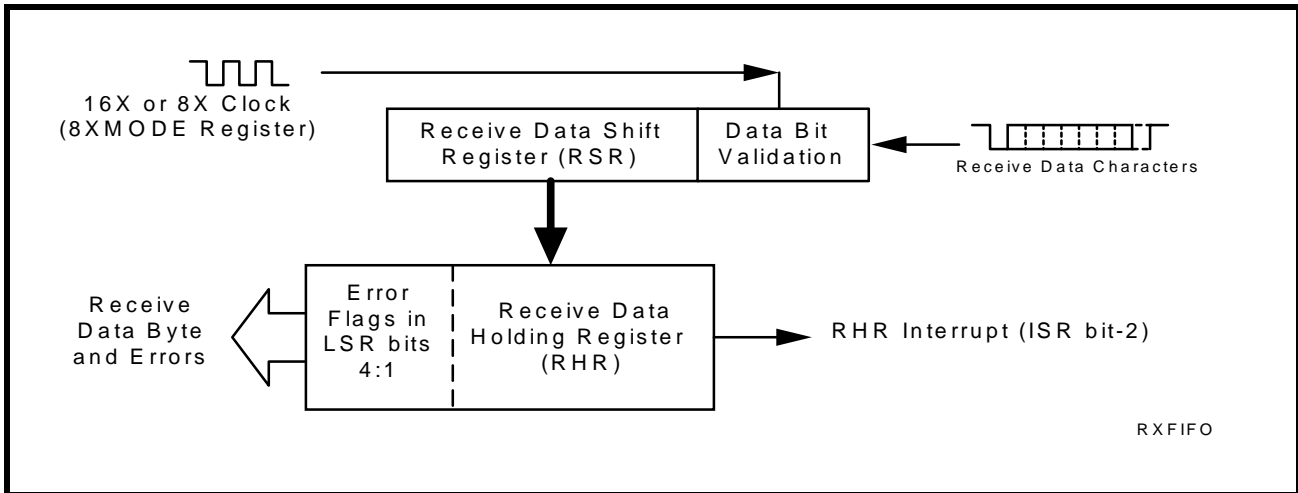 16X or 8X Clock
(8XMODE Register)
Receive Data Shift
Register (RSR)
Data Bit
Validation
Receive Data Characters
Receive
Data Byte
and Errors
Error
Flags in
LSR bits
4:1
Receive Data
Holding Register
(RHR)
RHR Interrupt (ISR bit-2)
RXFIFO